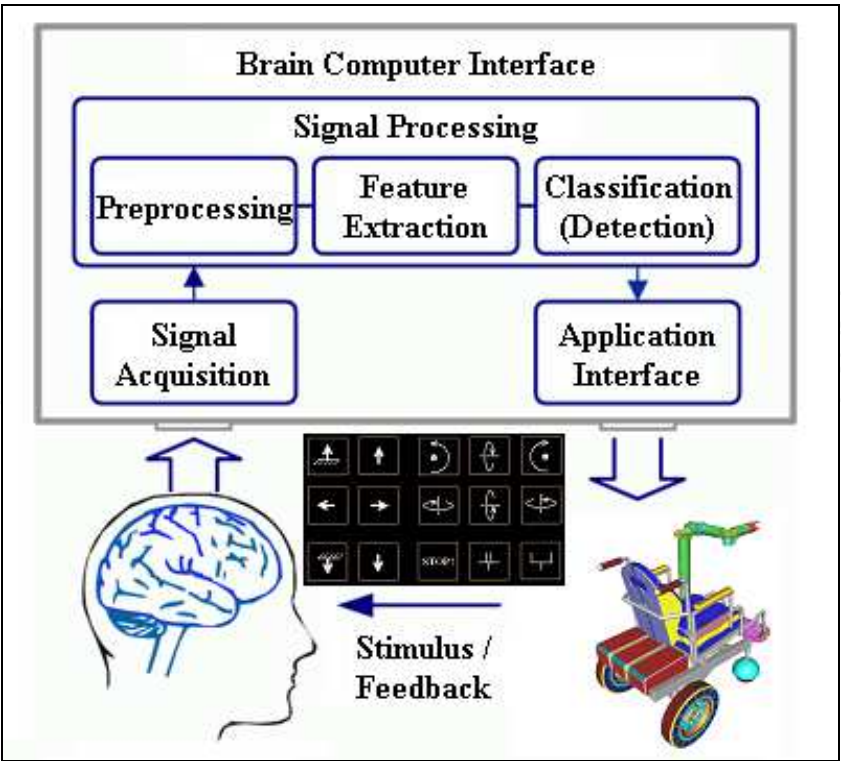 Brain Computer Interface
Signal Processing
Preprocessing
Feature
Extraction
Classification
(Detection)
Signal
Acquisition
Application
Interface
STOP!
Stimulus /
Feedback